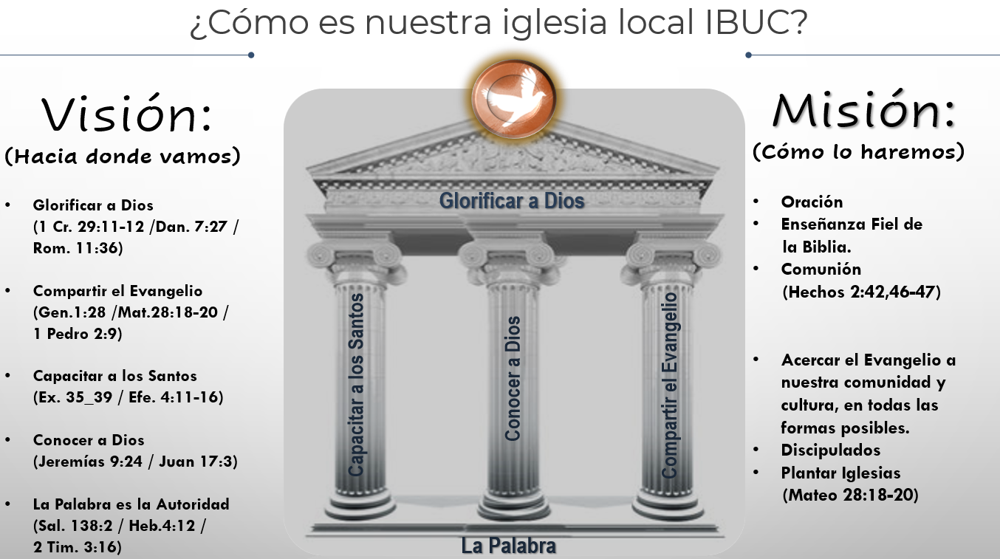 ¿Cómo es nuestra iglesia local IBUC?
Visión:
(Hacia donde vamos)
• Glorificar a Dios
(1 Cr. 29:11-12 /Dan. 7:27 /
Rom. 11:36)
• Compartir el Evangelio
(Gen.1:28 /Mat.28:18-20 /
1 Pedro 2:9)
• Capacitar a los Santos
(Ex. 35_39 / Efe. 4:11-16)
• Conocer a Dios
(Jeremías 9:24 / Juan 17:3)
• La Palabra es la Autoridad
(Sal. 138:2 / Heb.4:12 /
2 Tim. 3:16)
Glorificar a Dios
Capacitar a los Santos
Conocer a Dios
Compartir el Evangelio
La Palabra
Misión:
(Cómo lo haremos)
• Oración
• Enseñanza Fiel de
la Biblia.
• Comunión
(Hechos 2:42,46-47)
• Acercar el Evangelio a
nuestra comunidad y
cultura, en todas las
formas posibles.
• Discipulados
• Plantar Iglesias
(Mateo 28:18-20)